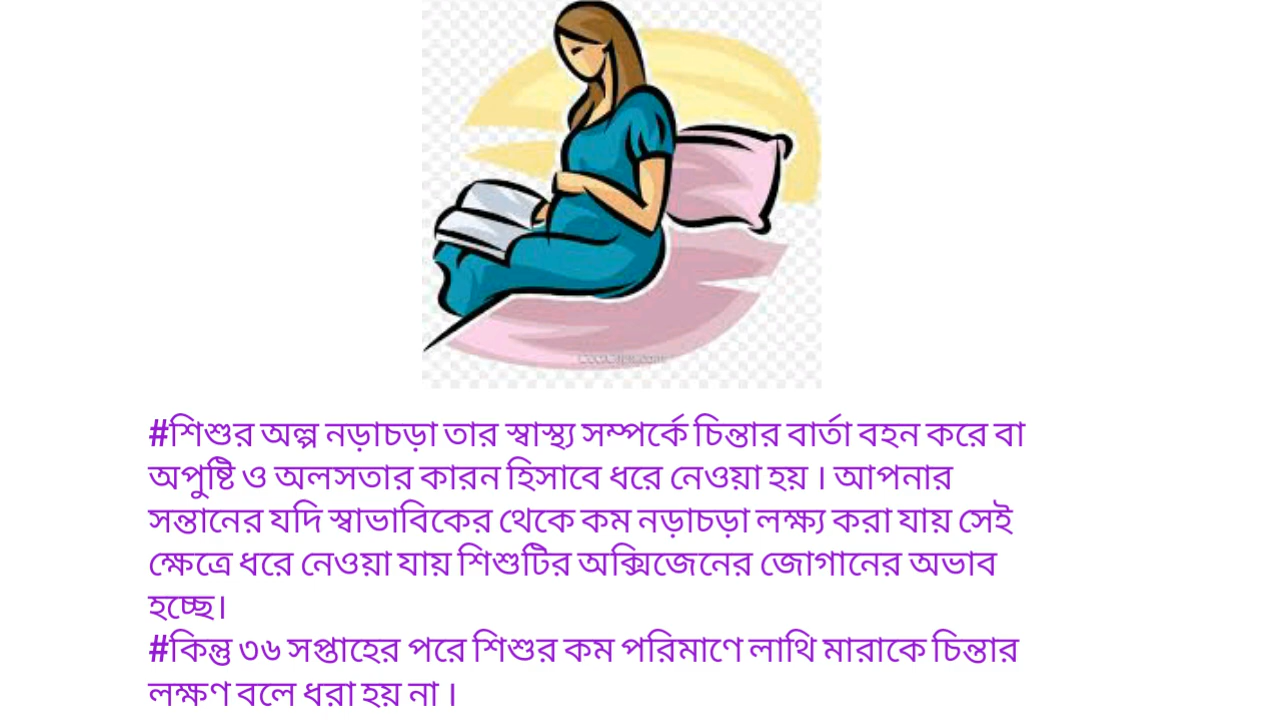 #শিশুর অল্প নড়াচড়া তার স্বাস্থ্য সম্পর্কে চিন্তার বার্তা বহন করে বা
অপুষ্টি ও অলসতার কারন হিসাবে ধরে নেওয়া হয় । আপনার
সন্তানের যদি স্বাভাবিকের থেকে কম নড়াচড়া লক্ষ্য করা যায় সেই
ক্ষেত্রে ধরে নেওয়া যায় শিশুটির অক্সিজেনের জোগানের অভাব
হচ্ছে।
#কিন্তু ৩৬ সপ্তাহের পরে শিশুর কম পরিমাণে লাথি মারাকে চিন্তার
লক্ষণ বলে ধরা হয় না ।